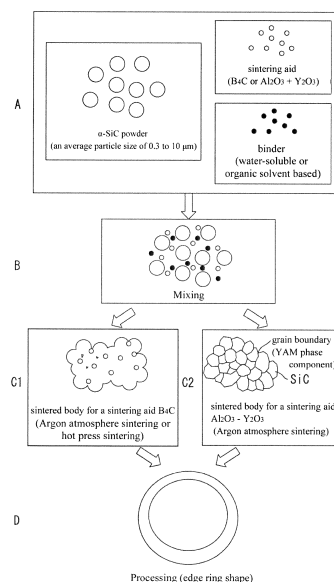 A
α-SiC powder
(an average particle size of 0.3 to 10 μm)
sintering aid
(B4C or Al2O3 + Y2O3)
binder
(water-soluble or
organic solvent based)
B
Mixing
C1
sintered body for a sintering aid B4C
(Argon atmosphere sintering or
hot press sintering)
C2
grain boundary
(YAM phase
component)
SiC
sintered body for a sintering aid
Al2O3 - Y2O3
(Argon atmosphere sintering)
D
Processing (edge ring shape)